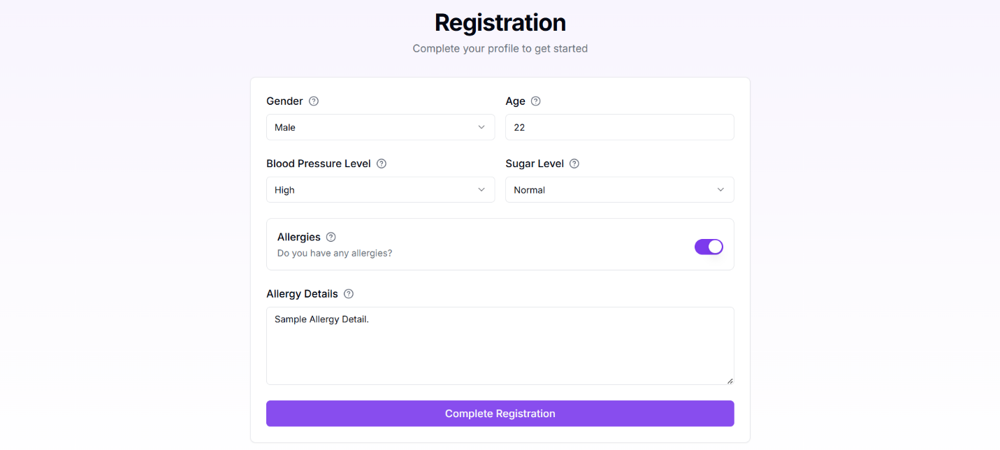 Registration
Complete your profile to get started
Gender
Age
Male
22
Blood Pressure Level
Sugar Level
High
Normal
Allergies
Do you have any allergies?
Allergy Details
Sample Allergy Detail.
Complete Registration